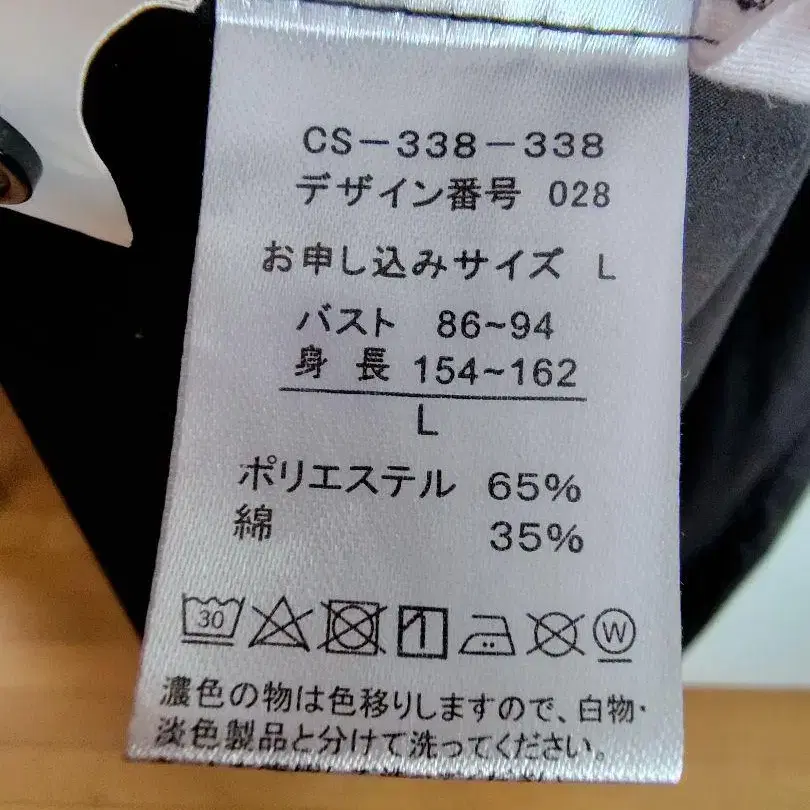 CS-338-338
デザイン番号 028
お申し込みサイズ L
バスト 86~94
身長 154~162
L
ポリエステル 65%
綿 35%
30
W
濃色の物は色移りしますので、白物・
淡色製品と分けて洗ってください。